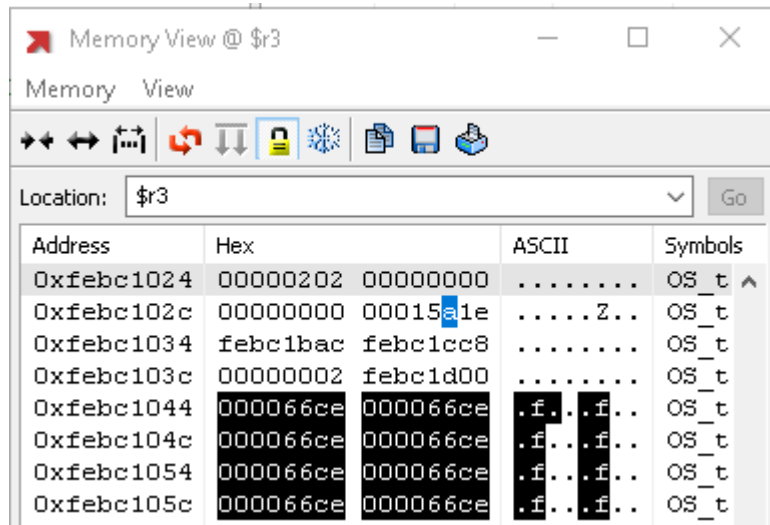 Memory View @ $r3
Memory View
Location: $r3 Go
Address Hex ASCII Symbols
0xfebc1024 00000202 00000000 ........ OS_t
0xfebc102c 00000000 00015a1e .....Z.. OS_t
0xfebc1034 febc1bac febc1cc8 ........ OS_t
0xfebc103c 00000002 febc1d00 ........ OS_t
0xfebc1044 000066ce 000066ce .f...f.. OS_t
0xfebc104c 000066ce 000066ce .f...f.. OS_t
0xfebc1054 000066ce 000066ce .f...f.. OS_t
0xfebc105c 000066ce 000066ce .f...f.. OS_t